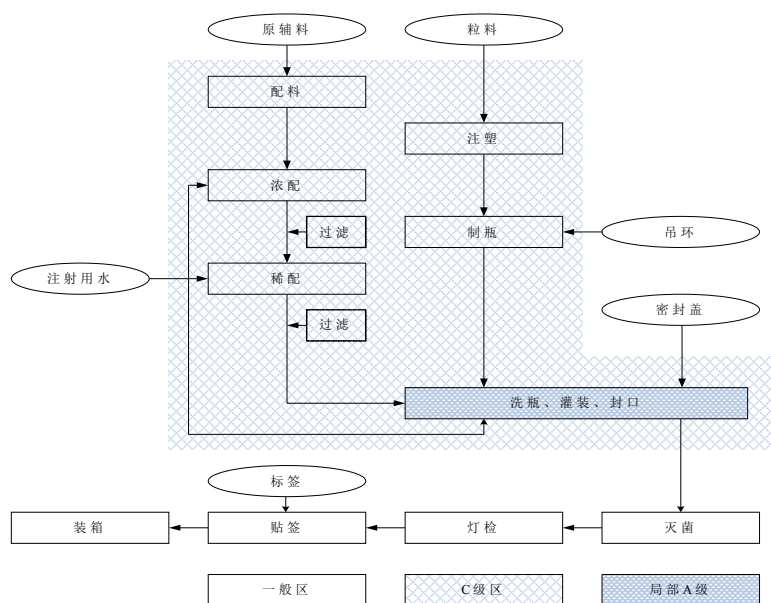 原辅料
粒料
配料
注塑
浓配
过滤
制瓶
吊环
注射用水
稀配
过滤
密封盖
洗瓶、灌装、封口
标签
装箱
贴签
灯检
灭菌
一般区
C级区
局部A级